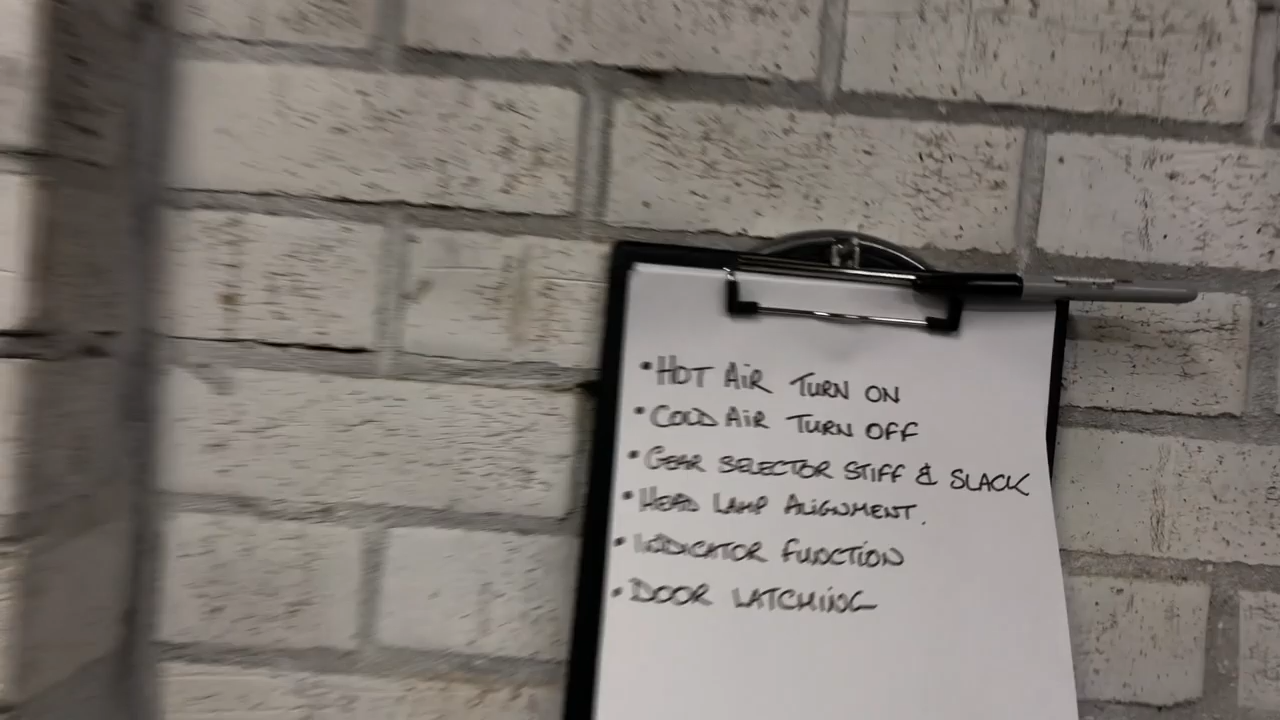 • HOT AIR TURN ON
• COLD AIR TURN OFF
• GEAR SELECTOR STIFF & SLACK
• HEAD LAMP ALIGNMENT.
• INDICATOR FUNCTION
• DOOR LATCHING